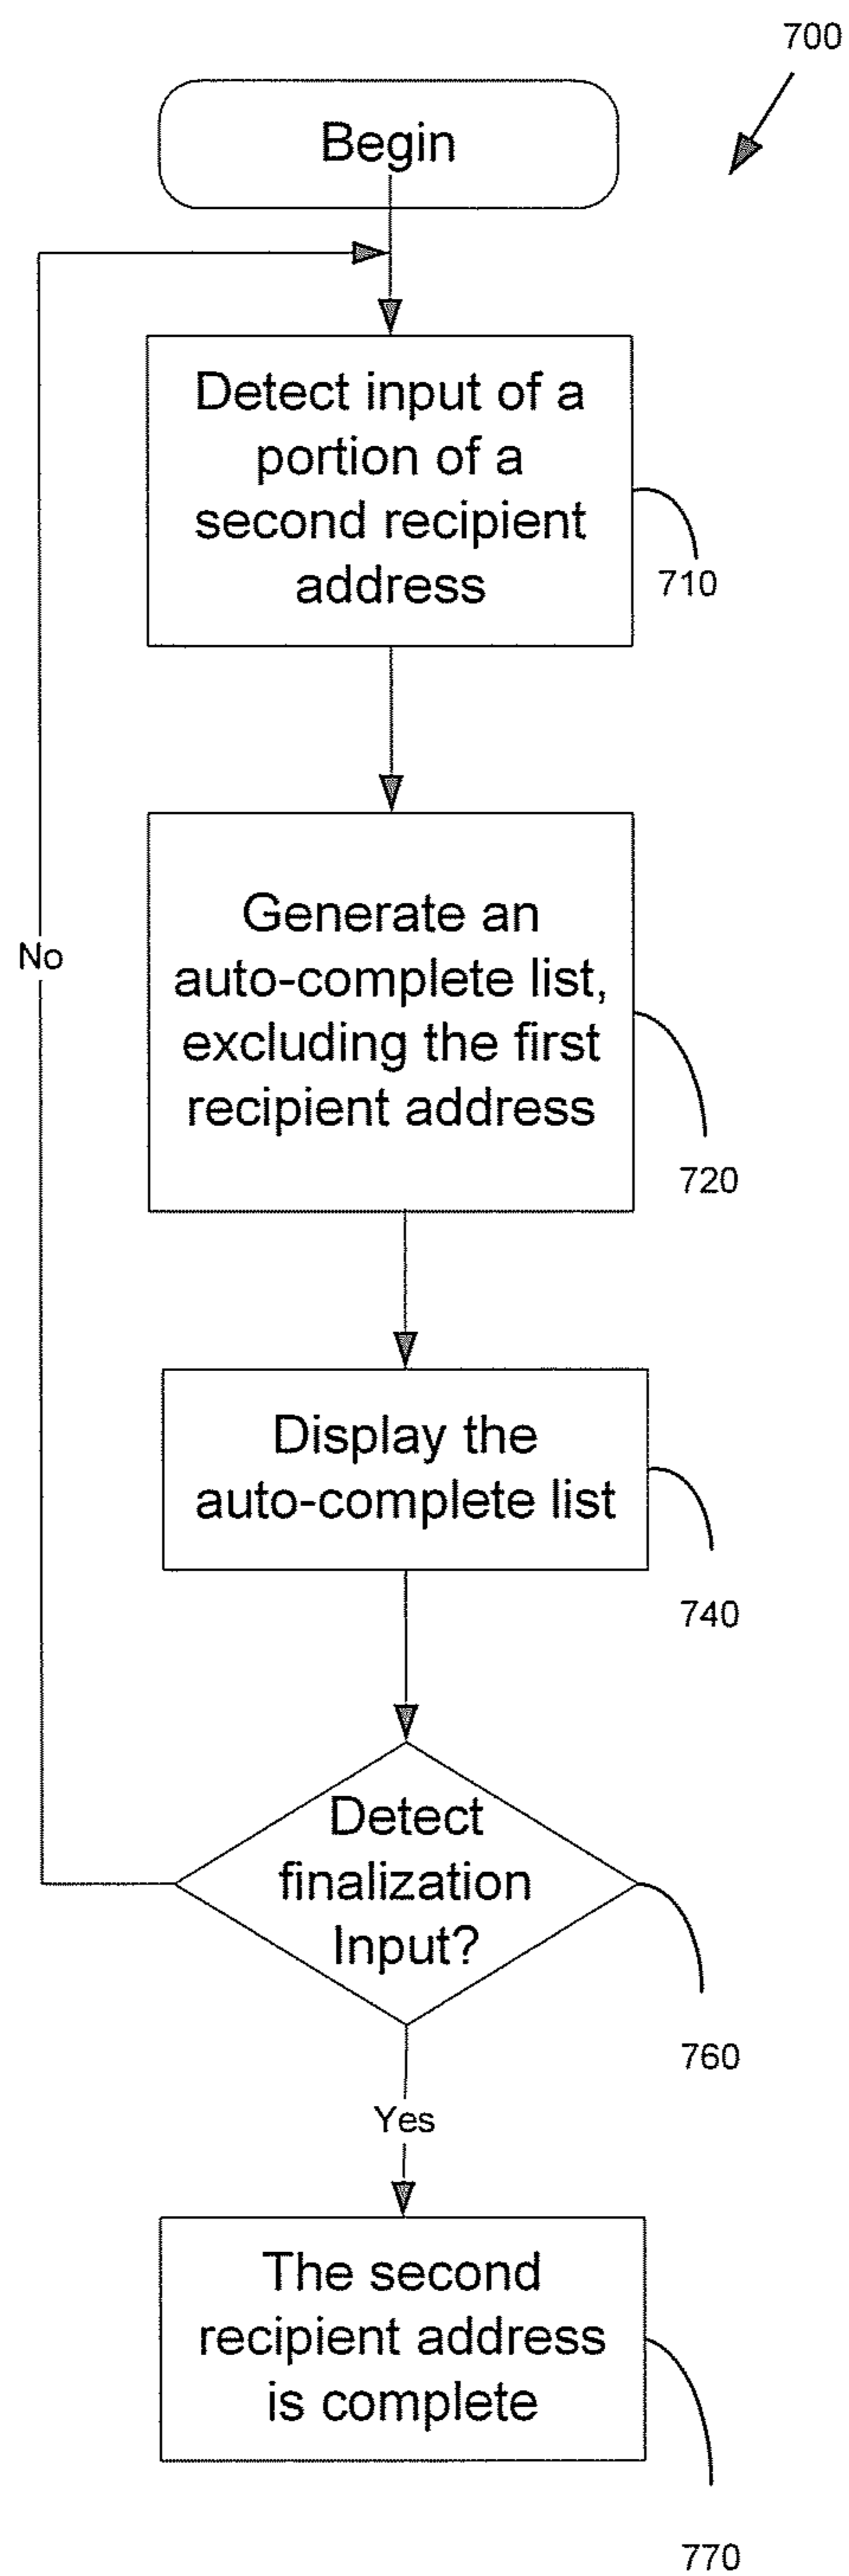 700
Begin
Detect input of a
portion of a
second recipient
address
710
Generate an
auto-complete list,
excluding the first
recipient address
No
720
Display the
auto-complete list
740
Detect
finalization
Input?
760
Yes
The second
recipient address
is complete
770